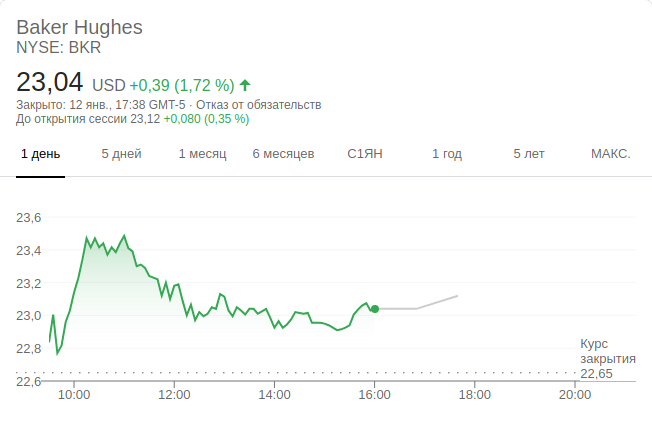 Baker Hughes
NYSE: BKR
23,04 USD +0,39 (1,72 %)
Закрыто: 12 янв., 17:38 GMT-5 · Отказ от обязательств
До открытия сессии 23,12 +0,080 (0,35 %)
1 день 5 дней 1 месяц 6 месяцев С1ЯН 1 год 5 лет МАКС.
23,6
23,4
23,2
23,0
22,8
22,6
Курс
закрытия
22,65
10:00 12:00 14:00 16:00 18:00 20:00